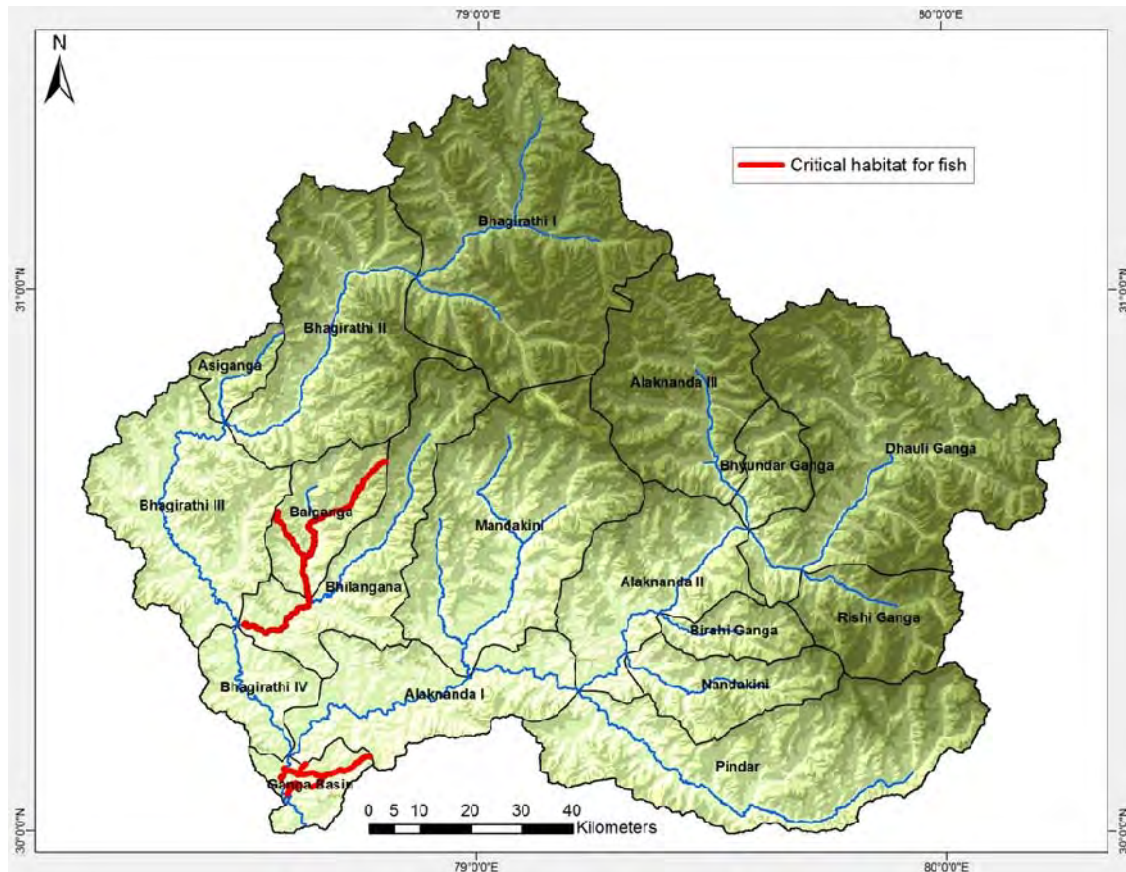 79°0'0"E
80°0'0"E
N
Critical habitat for fish
Bhagirathi I
31°0'0"N
31°0'0"N
Bhagirathi II
Asiganga
Alaknanda III
Dhauli Ganga
Bhyundar Ganga
Bhagirathi III
Balganga
Mandakini
Bhilangana
Alaknanda II
Rishi Ganga
Birahi Ganga
Bhagirathi IV
Alaknanda I
Nandakini
Pindar
Ganga Basin
0 5 10 20 30 40
Kilometers
30°0'0"N
30°0'0"N
79°0'0"E
80°0'0"E